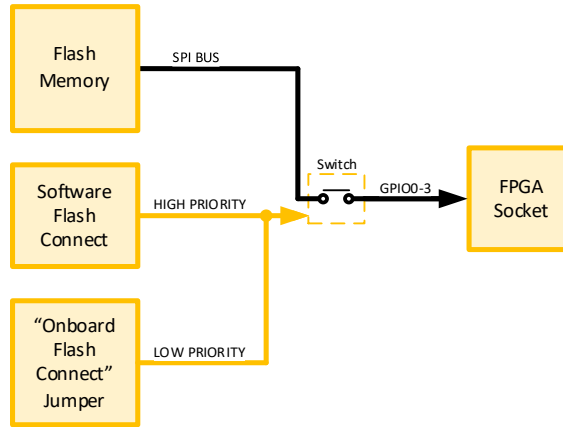 Flash
Memory
SPI BUS
Switch
Software
Flash
Connect
HIGH PRIORITY
GPIO0-3
FPGA
Socket
“Onboard
Flash
Connect”
Jumper
LOW PRIORITY